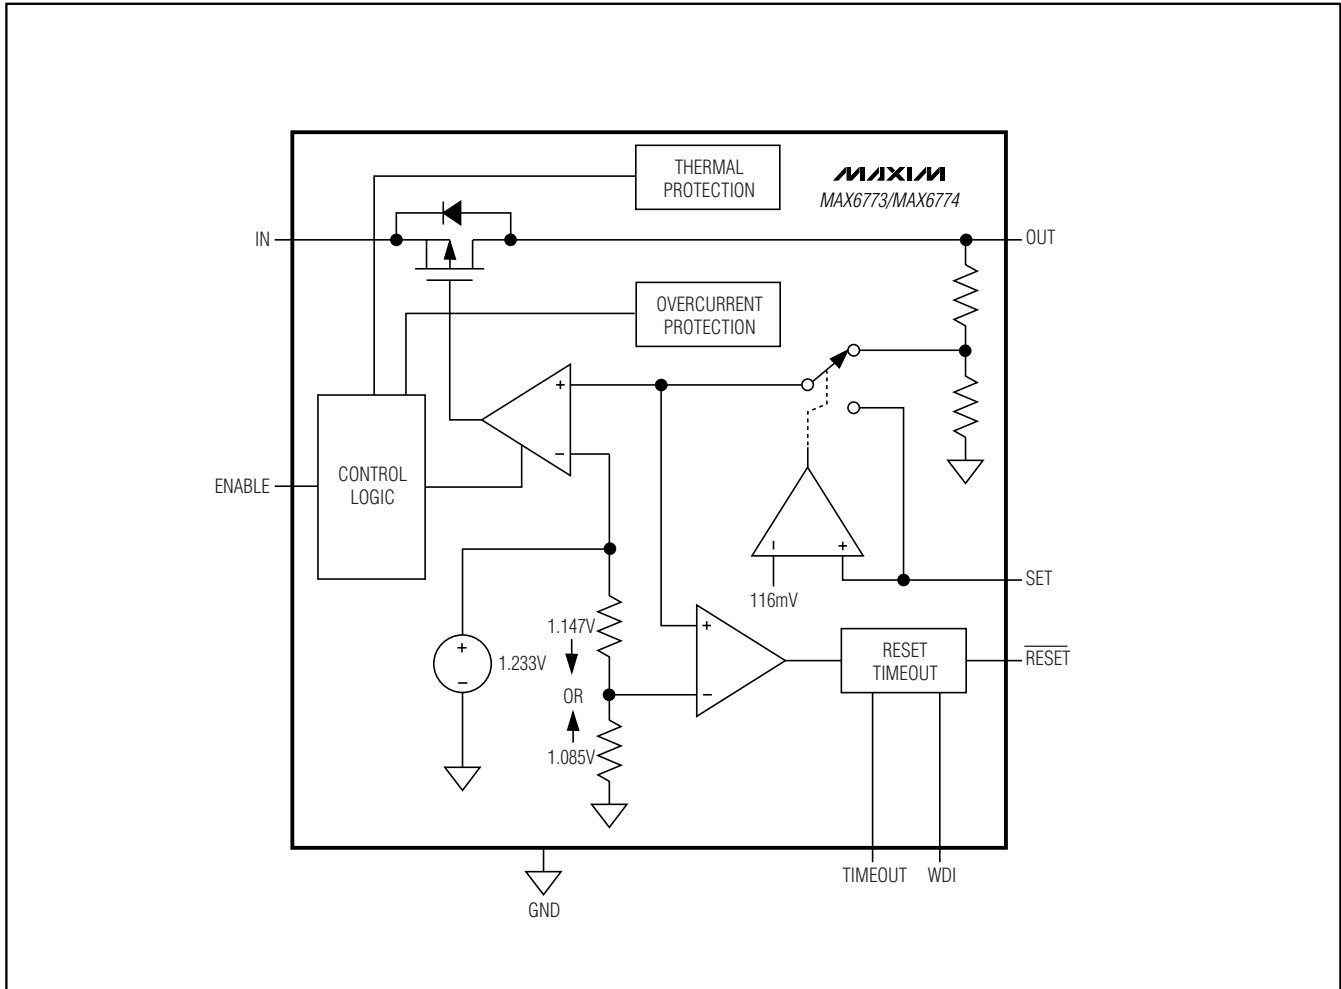 THERMAL
PROTECTION
MAXIM
MAX6773/MAX6774
IN
OUT
OVERCURRENT
PROTECTION
+
−
CONTROL
LOGIC
ENABLE
− +
116mV
SET
1.147V
+
−
1.233V
OR
1.085V
+
−
RESET
TIMEOUT
RESET
TIMEOUT WDI
GND